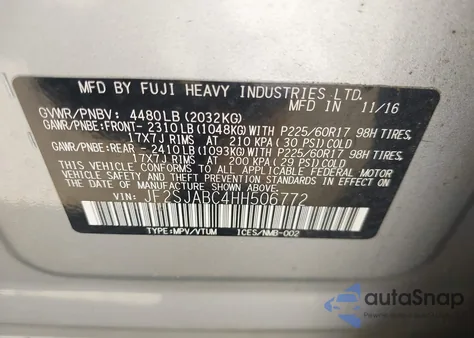 MFD BY FUJI HEAVY INDUSTRIES LTD.
MFD IN 11/16
GVWR/PNBV: 4480LB (2032KG)
GAWR/PNBE:FRONT- 2310LB (1048KG)WITH P225/60R17 98H TIRES,
17X7J RIMS AT 210 KPA (30 PSI) COLD
GAWR/PNBE:REAR -2410LB (1093KG)WITH P225/60R17 98H TIRES,
17X7J RIMS AT 200 KPA (29 PSI) COLD
THIS VEHICLE CONFORMS TO ALL APPLICABLE FEDERAL MOTOR
VEHICLE SAFETY, BUMPER, AND THEFT PREVENTION STANDARDS
IN EFFECT ON THE DATE OF MANUFACTURE SHOWN ABOVE.
VIN: JF2SJABC4HH506772
TYPE:MPV/VTUM ICES/NMB-002
autoSnap